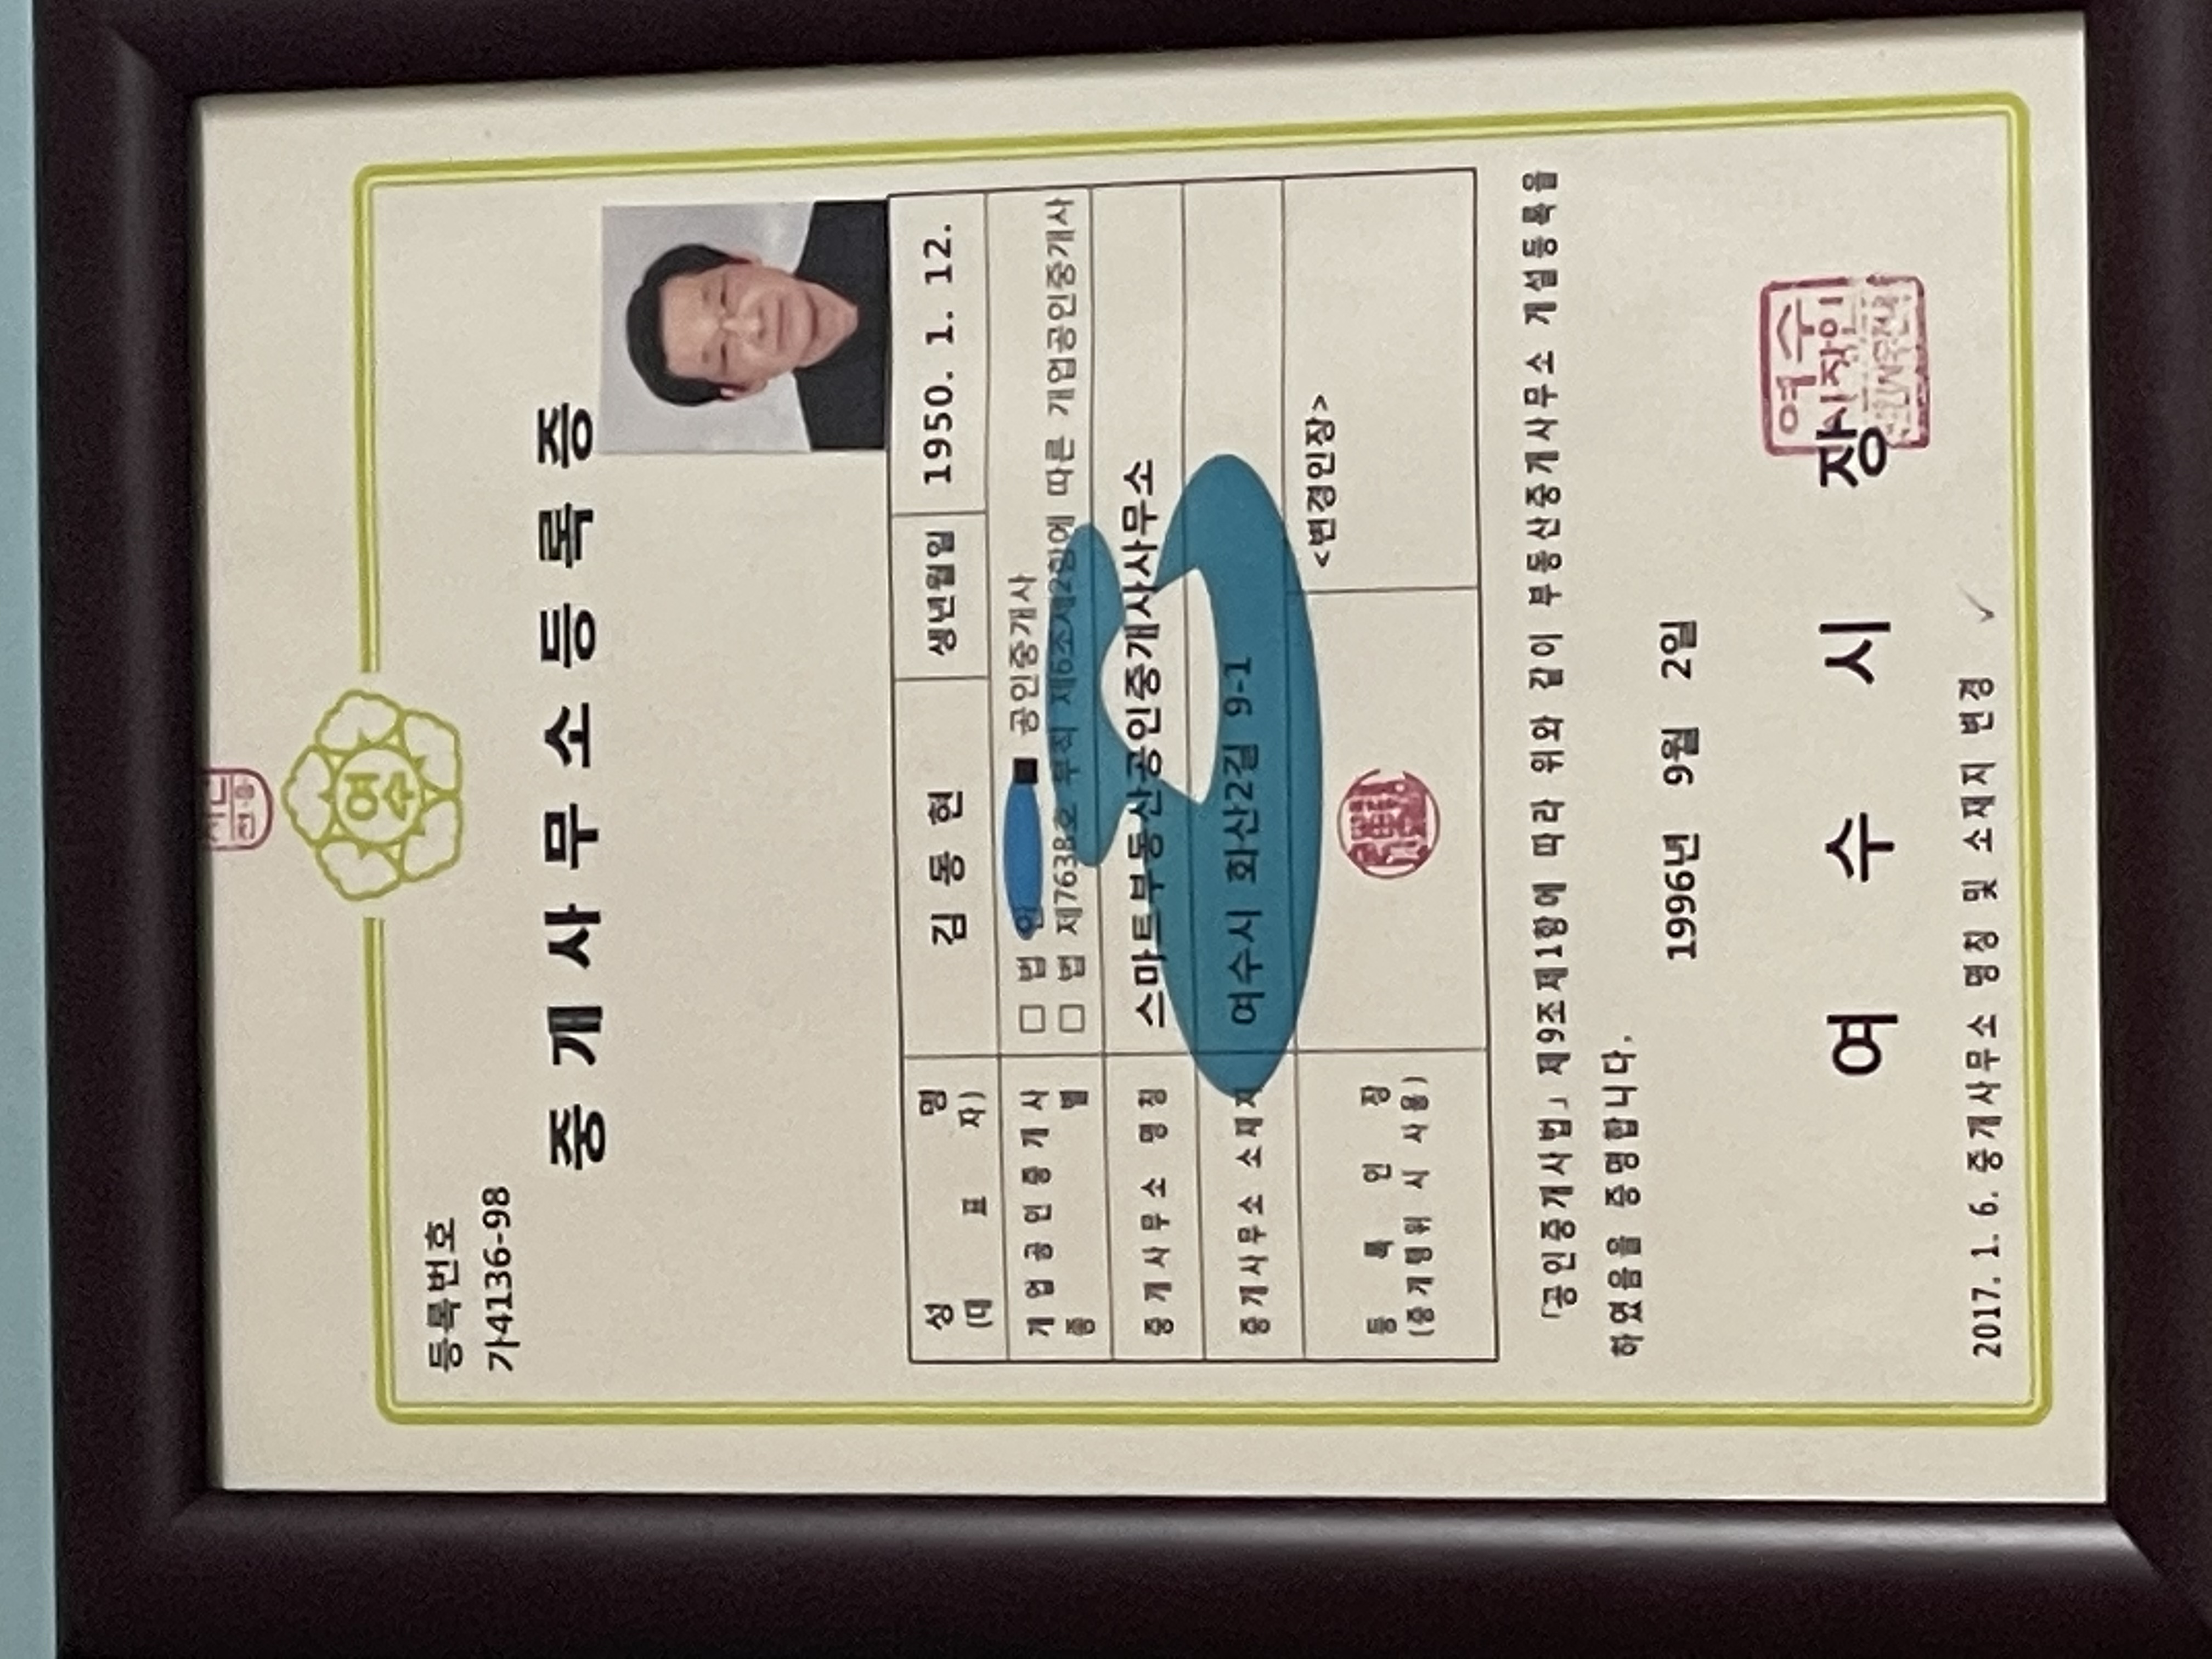 전용
여수
등록번호
가4136-98
중개사무소등록증
성 명 김동현 생년월일 1950. 1. 12.
(대 표 자)
개업공인중개사 □ 법 인 ■ 공인중개사
종 별 □ 법 제7638호 부칙 제6조제2항에 따른 개업공인중개사
중개사무소 명칭 스마트부동산공인중개사사무소
중개사무소 소재지 여수시 화산2길 9-1
<변경인장>
등 록 인 장
(중개행위 시 사용)
「공인중개사법」 제9조제1항에 따라 위와 같이 부동산중개사무소 개설등록을
하였음을 증명합니다.
1996년 9월 2일
여 수 시 장
여수
시장인
2017. 1. 6. 중개사무소 명칭 및 소재지 변경 ✓